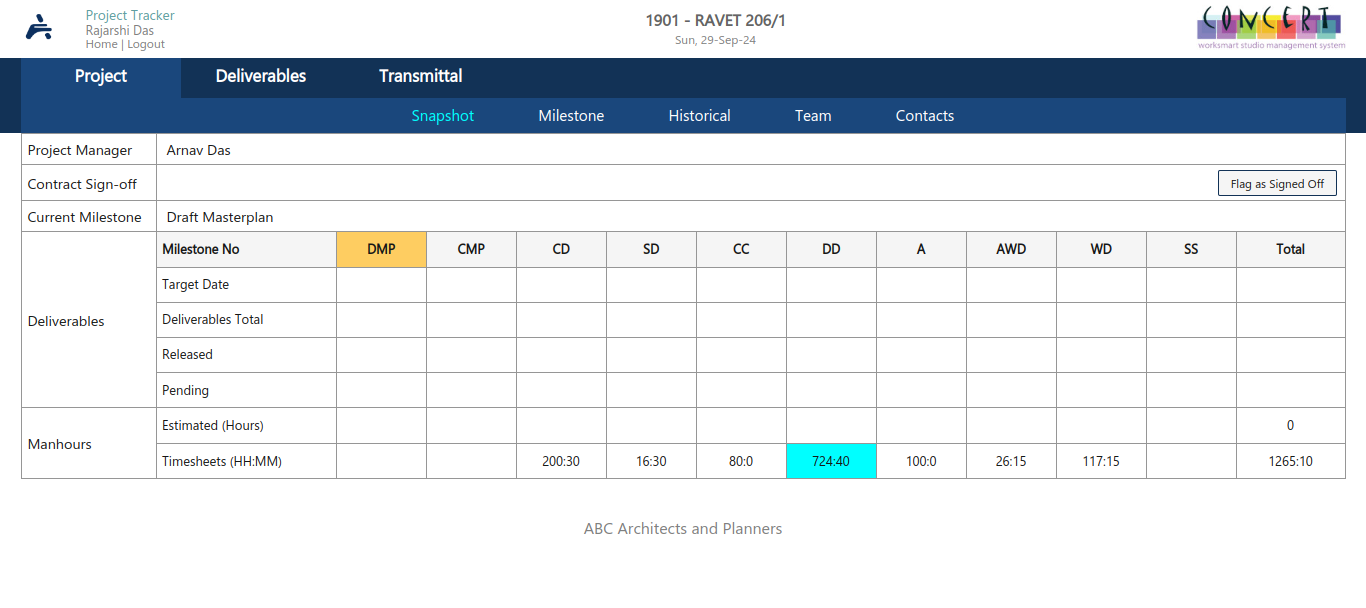 Project Tracker
Rajarshi Das
Home | Logout
1901 - RAVET 206/1
Sun, 29-Sep-24
CONCERT
worksmart studio management system
Project Deliverables Transmittal
Snapshot Milestone Historical Team Contacts
Project Manager Arnav Das
Contract Sign-off Flag as Signed Off
Current Milestone Draft Masterplan
Deliverables
Milestone No DMP CMP CD SD CC DD A AWD WD SS Total
Target Date
Deliverables Total
Released
Pending
Manhours
Estimated (Hours) 0
Timesheets (HH:MM) 200:30 16:30 80:0 724:40 100:0 26:15 117:15 1265:10
ABC Architects and Planners